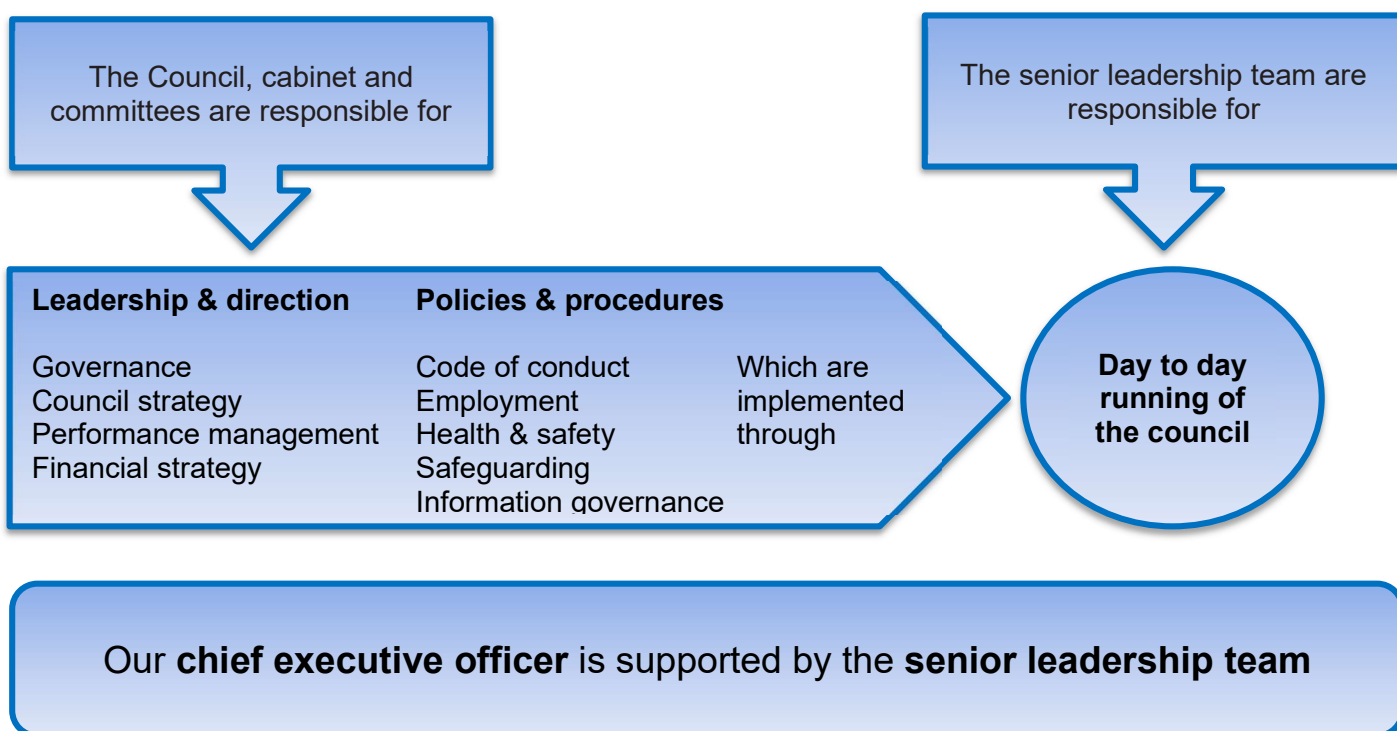 The Council, cabinet and
committees are responsible for
The senior leadership team are
responsible for
Leadership & direction
Governance
Council strategy
Performance management
Financial strategy
Policies & procedures
Code of conduct
Employment
Health & safety
Safeguarding
Information governance
Which are
implemented
through
Day to day
running of
the council
Our chief executive officer is supported by the senior leadership team